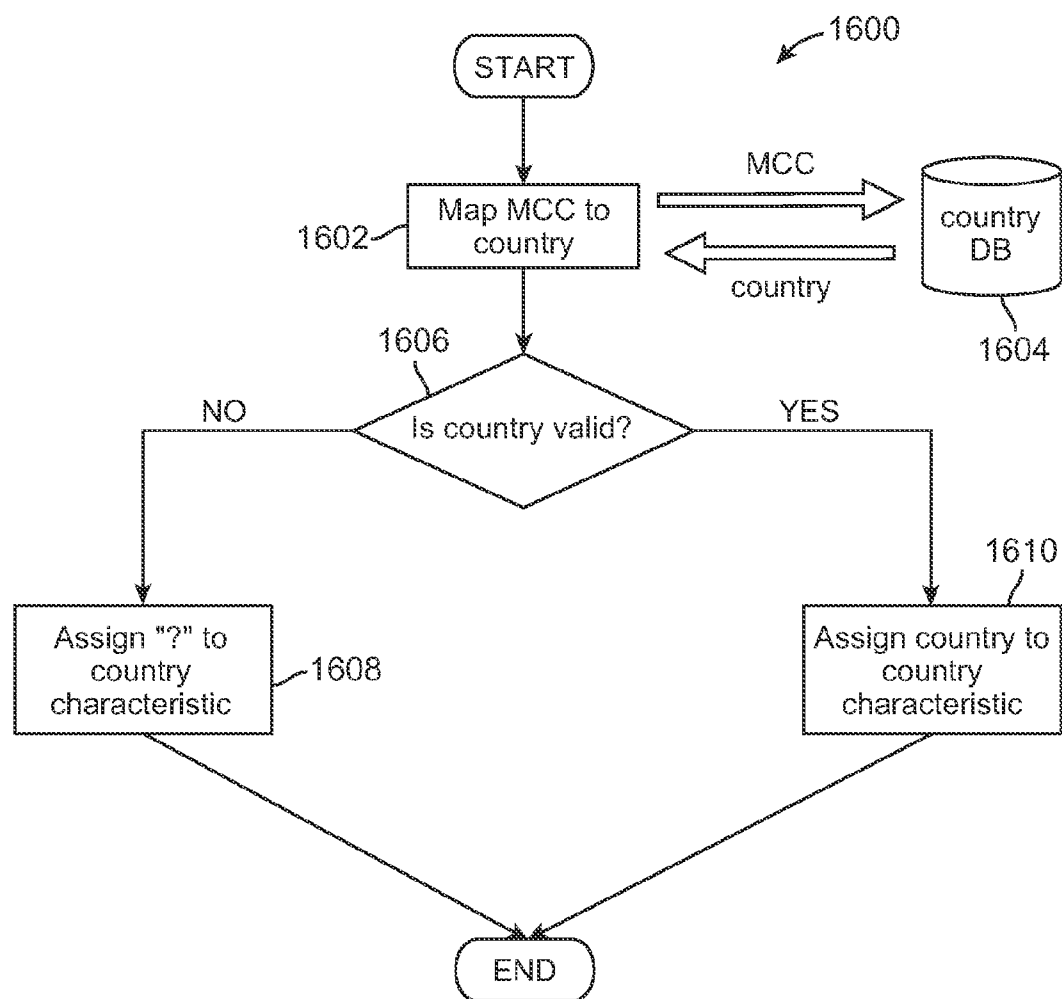 1600
START
MCC
Map MCC to
country
1602
country
DB
country
1604
1606
NO
Is country valid?
YES
1610
Assign "?" to
country
characteristic
1608
Assign country to
country
characteristic
END